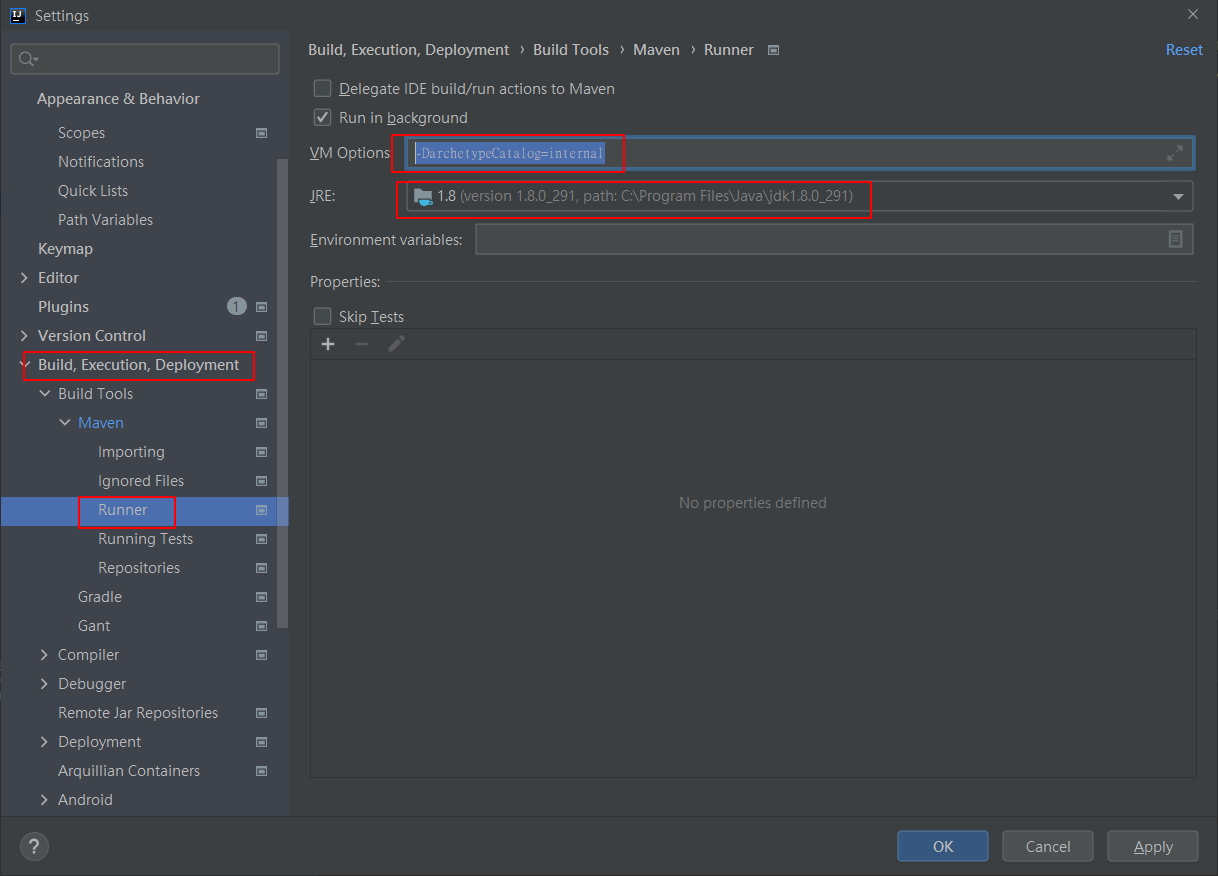 Settings
Build, Execution, Deployment › Build Tools › Maven › Runner
Reset
Appearance & Behavior
Scopes
Notifications
Quick Lists
Path Variables
Keymap
Editor
Plugins 1
Version Control
Build, Execution, Deployment
Build Tools
Maven
Importing
Ignored Files
Runner
Running Tests
Repositories
Gradle
Gant
Compiler
Debugger
Remote Jar Repositories
Deployment
Arquillian Containers
Android
Delegate IDE build/run actions to Maven
Run in background
VM Options -DarchetypeCatalog=internal
JRE: 1.8 (version 1.8.0_291, path: C:\Program Files\Java\jdk1.8.0_291)
Environment variables:
Properties:
Skip Tests
No properties defined
?
OK
Cancel
Apply